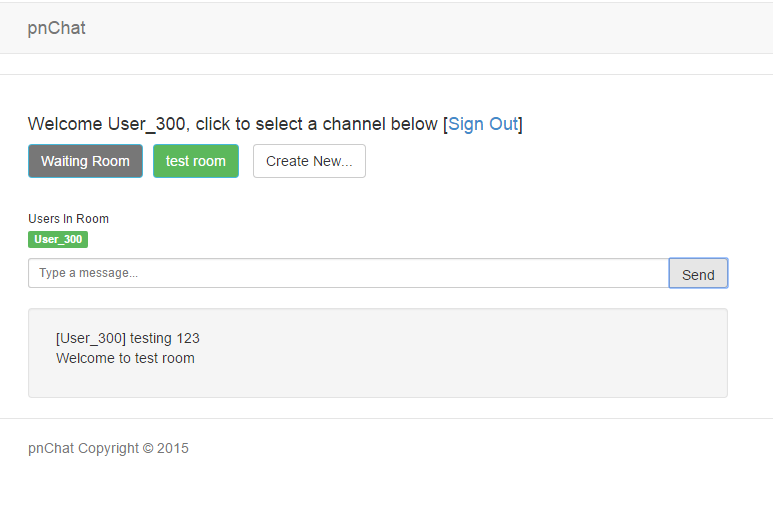 pnChat
Welcome User_300, click to select a channel below [Sign Out]
Waiting Room test room Create New...
Users In Room
User_300
Type a message... Send
[User_300] testing 123
Welcome to test room
pnChat Copyright © 2015